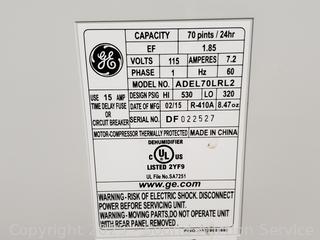 GE
CAPACITY 70 pints / 24hr
EF 1.85
VOLTS 115 AMPERES 7.2
PHASE 1 Hz 60
MODEL NO. ADEL70LRL2
USE 15 AMP TIME DELAY FUSE OR CIRCUIT BREAKER
DESIGN PSIG HI 530 LO 320
DATE OF MFD 02/15 R-410A 8.47oz
SERIAL NO. DF022527
MOTOR-COMPRESSOR THERMALLY PROTECTED MADE IN CHINA
DEHUMIDIFIER
C UL US
LISTED 2YF9
UL File No.SA7251
www.ge.com
WARNING-RISK OF ELECTRIC SHOCK. DISCONNECT
POWER BEFORE SERVICING UNIT.
WARNING- MOVING PARTS,DO NOT OPERATE UNIT
WITH REAR PANEL REMOVED.